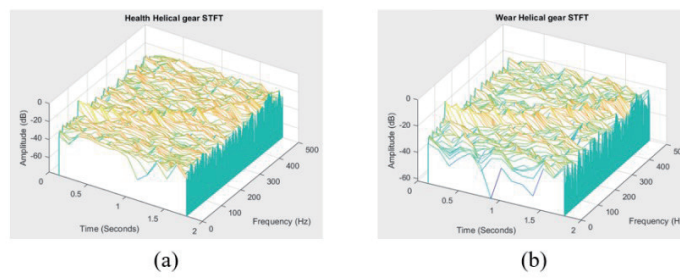 Health Helical gear STFT
0
-20
-40
-60
Amplitude (dB)
0
0.5
1
1.5
2
Time (Seconds)
0
100
200
300
400
500
Frequency (Hz)
(a)
Wear Helical gear STFT
0
-20
-40
-60
Amplitude (dB)
0
0.5
1
1.5
2
Time (Seconds)
0
100
200
300
400
Frequency (H
(b)